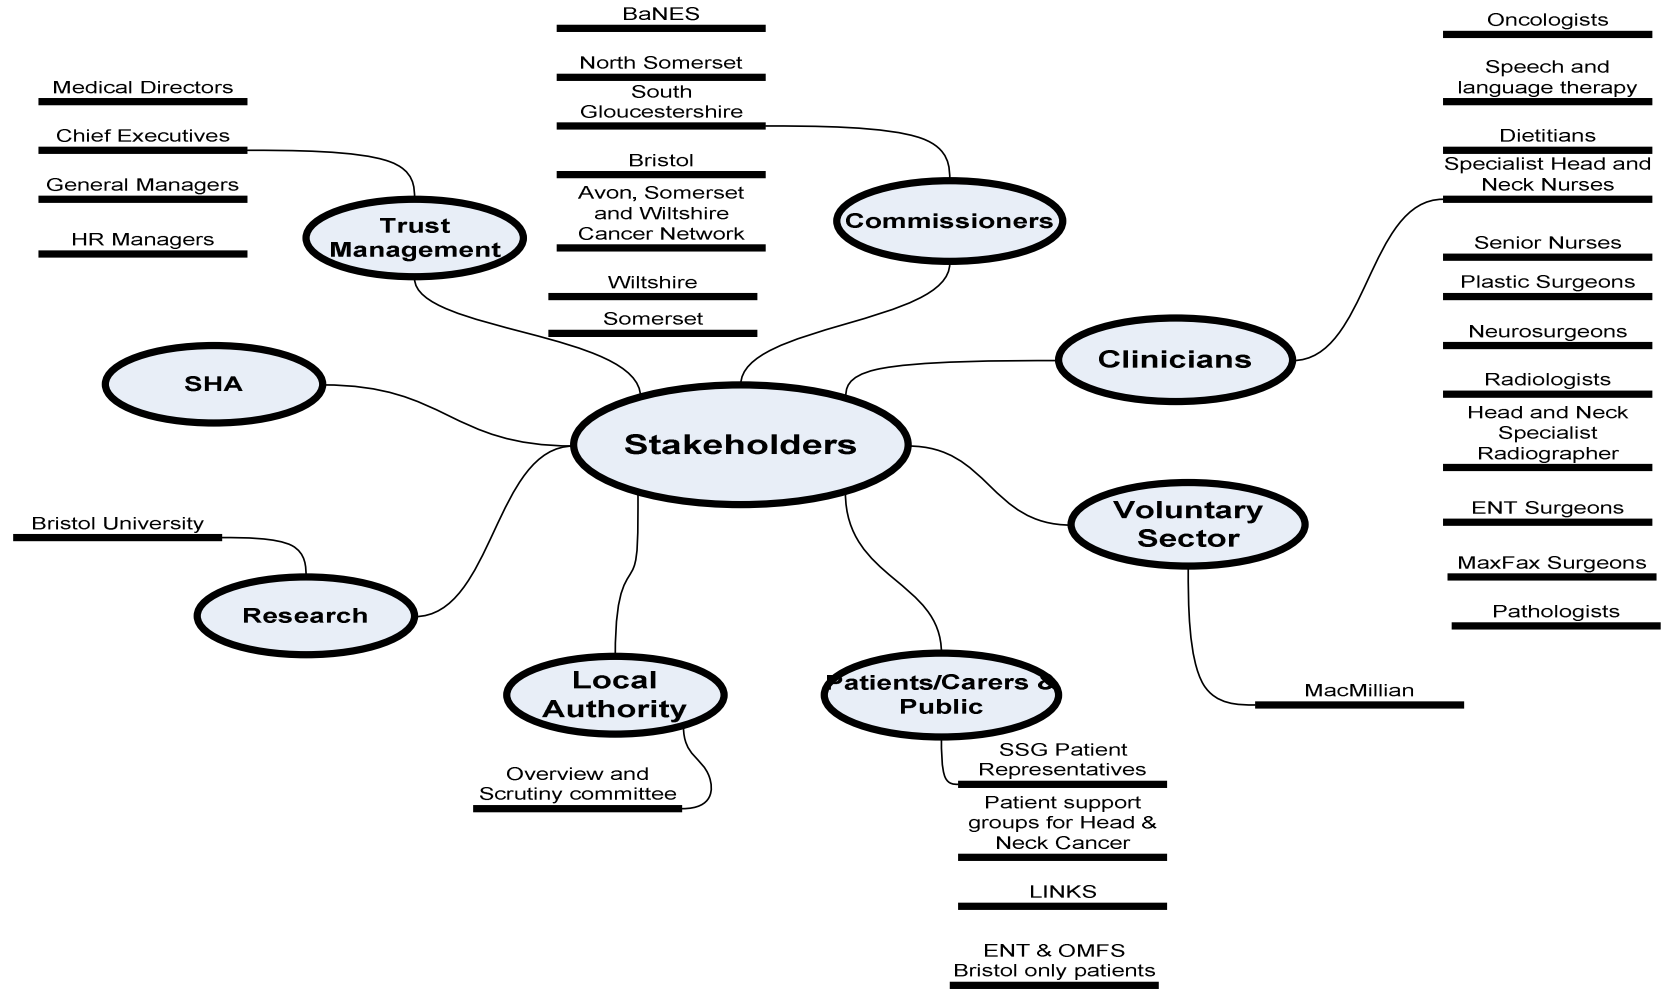 BaNES
North Somerset
South
Gloucestershire
Bristol
Avon, Somerset
and Wiltshire
Cancer Network
Wiltshire
Somerset
Medical Directors
Chief Executives
General Managers
HR Managers
Trust
Management
Commissioners
Oncologists
Speech and
language therapy
Dietitians
Specialist Head and
Neck Nurses
Senior Nurses
Plastic Surgeons
Neurosurgeons
Radiologists
Head and Neck
Specialist
Radiographer
ENT Surgeons
MaxFax Surgeons
Pathologists
Clinicians
SHA
Stakeholders
Voluntary
Sector
MacMillian
Bristol University
Research
Local
Authority
Overview and
Scrutiny committee
Patients/Carers &
Public
SSG Patient
Representatives
Patient support
groups for Head &
Neck Cancer
LINKS
ENT & OMFS
Bristol only patients